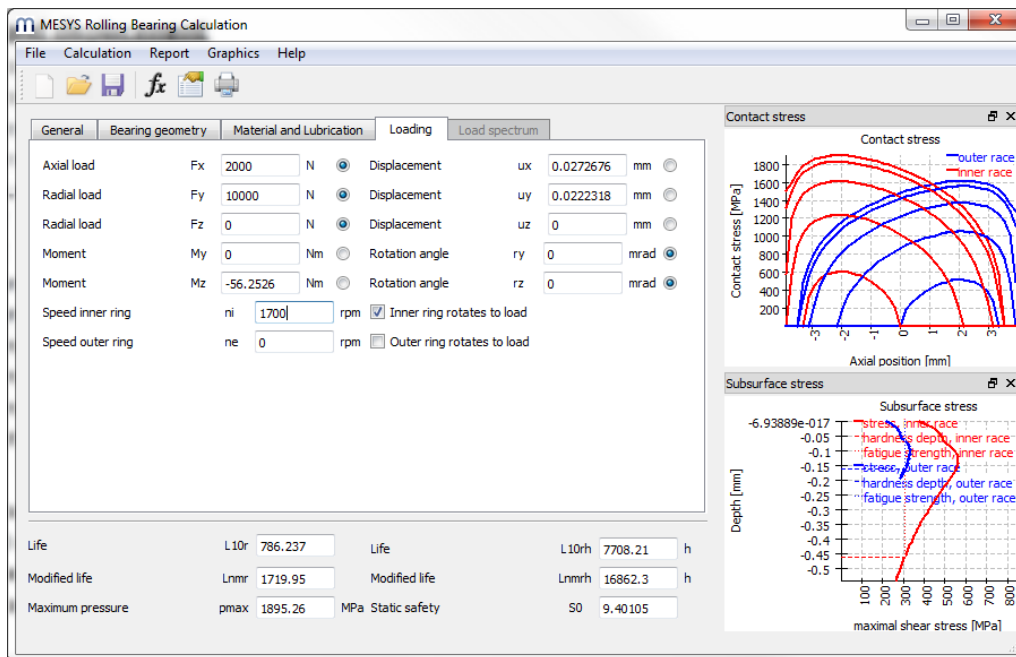 MESYS Rolling Bearing Calculation
File Calculation Report Graphics Help
General Bearing geometry Material and Lubrication Loading Load spectrum
Axial load Fx 2000 N Displacement ux 0.0272676 mm
Radial load Fy 10000 N Displacement uy 0.0222318 mm
Radial load Fz 0 N Displacement uz 0 mm
Moment My 0 Nm Rotation angle ry 0 mrad
Moment Mz -56.2526 Nm Rotation angle rz 0 mrad
Speed inner ring ni 1700 rpm Inner ring rotates to load
Speed outer ring ne 0 rpm Outer ring rotates to load
Life L10r 786.237 Life L10rh 7708.21 h
Modified life Lnmr 1719.95 Modified life Lnmrh 16862.3 h
Maximum pressure pmax 1895.26 MPa Static safety S0 9.40105
Contact stress
Contact stress
outer race
inner race
Contact stress [MPa]
1800
1600
1400
1200
1000
800
600
400
200
-3 -2 -1 0 1 2 3
Axial position [mm]
Subsurface stress
Subsurface stress
stress, inner race
hardness depth, inner race
fatigue strength, inner race
stress, outer race
hardness depth, outer race
fatigue strength, outer race
Depth [mm]
-6.93889e-017
-0.05
-0.1
-0.15
-0.2
-0.25
-0.3
-0.35
-0.4
-0.45
-0.5
100 200 300 400 500 600 700 800
maximal shear stress [MPa]